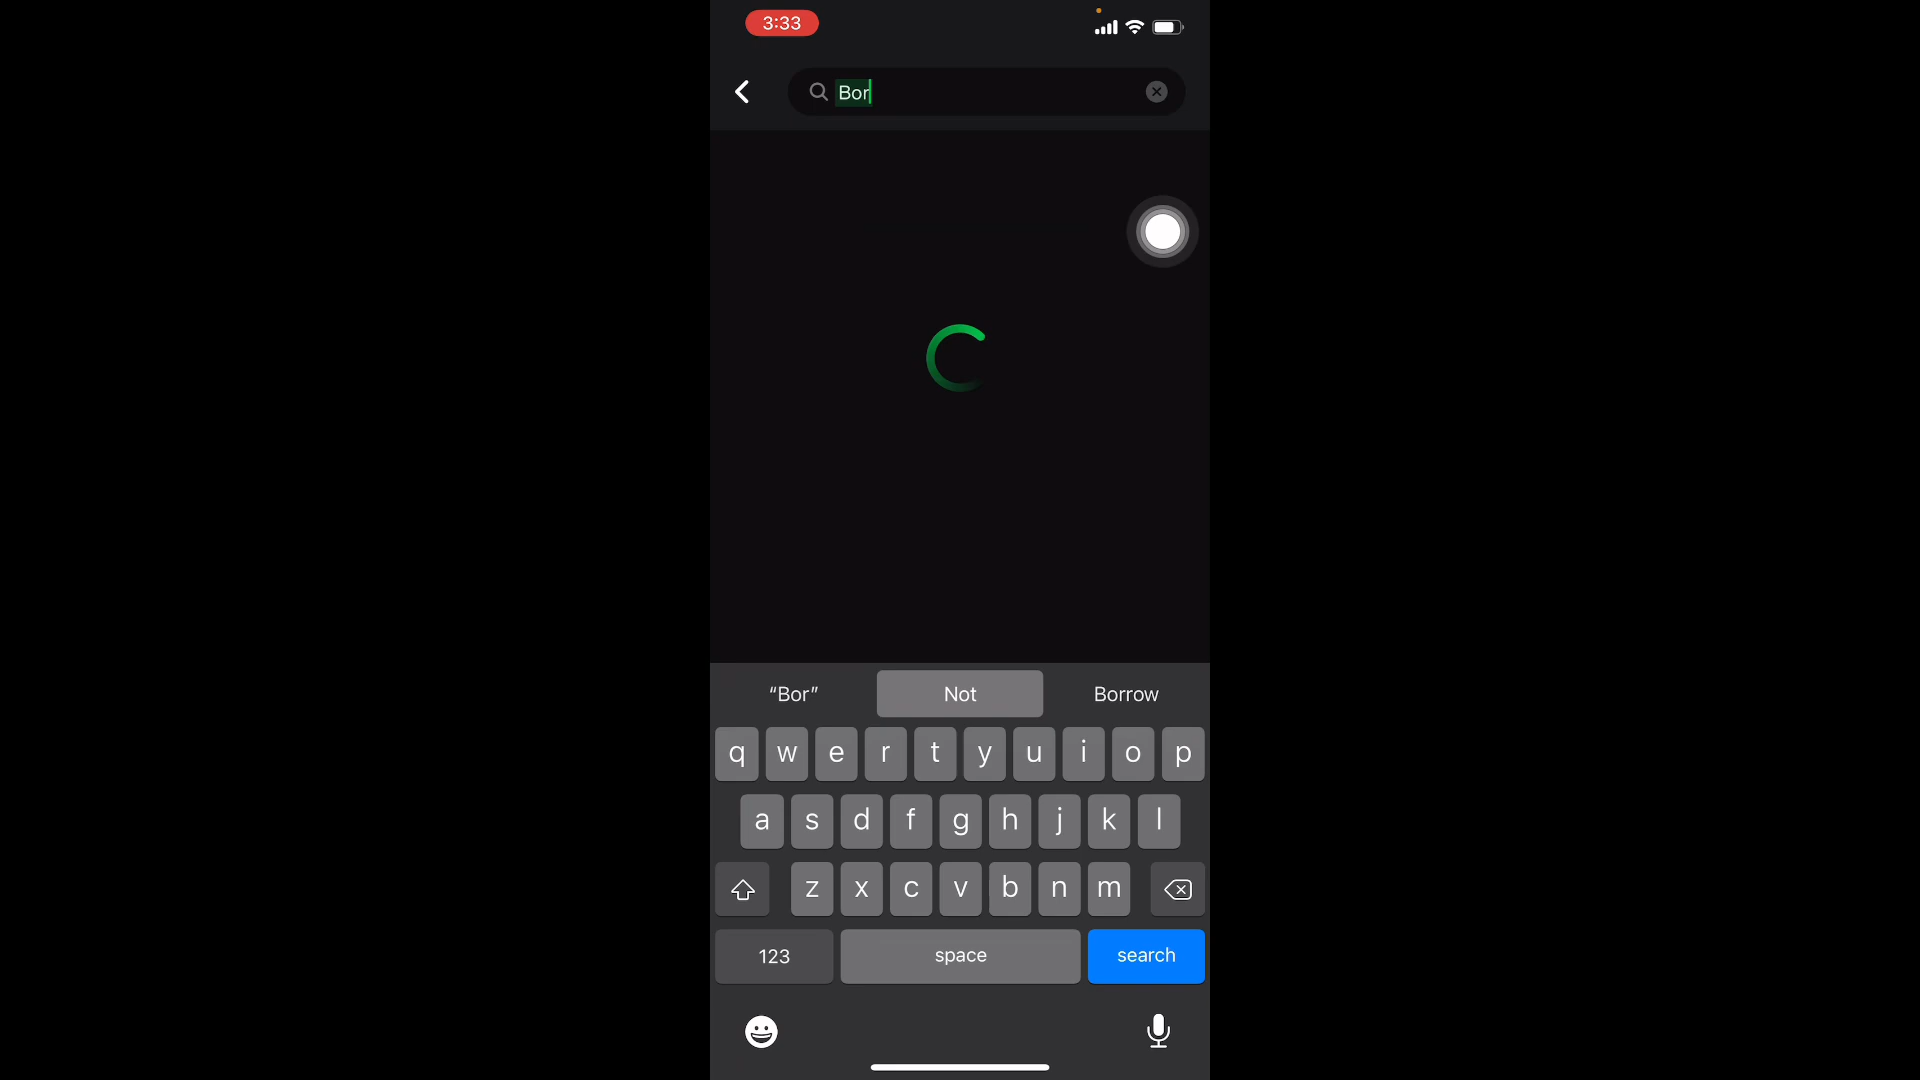 3:33
Bor
“Bor” Not Borrow
q w e r t y u i o p
a s d f g h j k l
z x c v b n m
123 space search